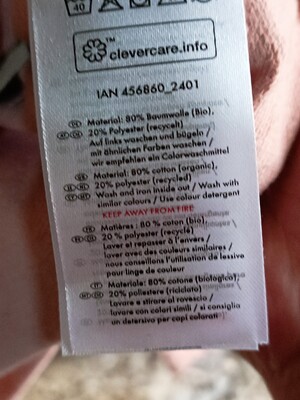 40
clevercare.info
IAN 456860_2401
Material: 80% Baumwolle (Bio),
20% Polyester (recycelt)
Auf links waschen und bügeln /
mit ähnlichen Farben waschen /
wir empfehlen ein Colorwaschmittel
Material: 80% cotton (organic),
20% polyester (recycled)
Wash and iron inside out / Wash with
similar colours / Use colour detergent
KEEP AWAY FROM FIRE
Matières: 80 % coton (bio),
20 % polyester (recyclé)
Laver et repasser à l'envers /
laver avec des couleurs similaires /
nous conseillons l'utilisation de lessive
pour linge de couleur
Materiale: 80% cotone (biologico),
20% poliestere (riciclato)
Lavare e stirare al rovescio /
lavare con colori simili / si consiglia
un detersivo per capi colorati